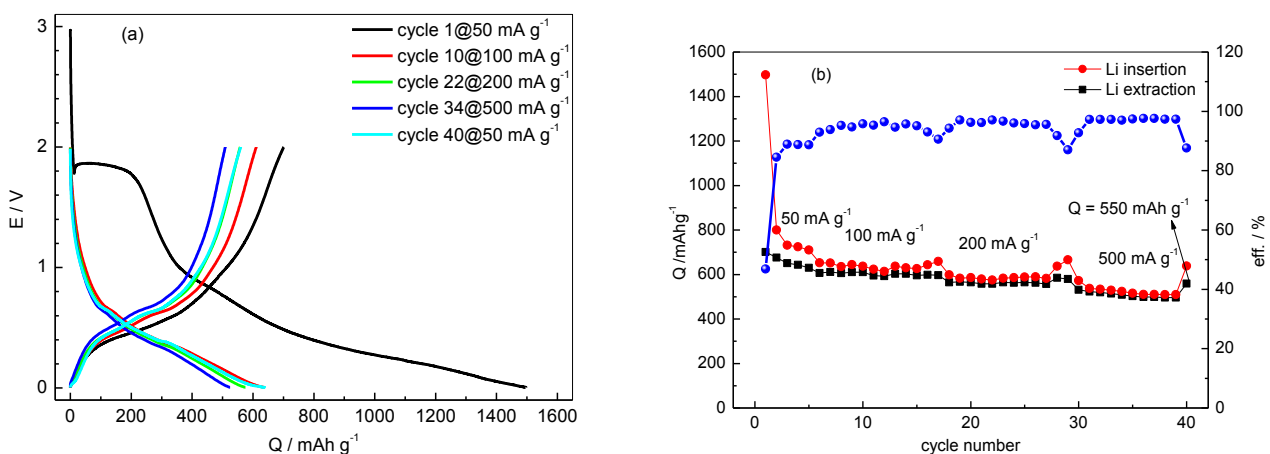 (a)
cycle 1@50 mA g⁻¹
cycle 10@100 mA g⁻¹
cycle 22@200 mA g⁻¹
cycle 34@500 mA g⁻¹
cycle 40@50 mA g⁻¹
E / V
3
2
1
0
0 200 400 600 800 1000 1200 1400 1600
Q / mAh g⁻¹
(b)
Li insertion
Li extraction
Q /mAhg⁻¹
1600
1400
1200
1000
800
600
400
200
0
50 mA g⁻¹
100 mA g⁻¹
200 mA g⁻¹
500 mA g⁻¹
Q = 550 mAh g⁻¹
120
100
80
60
40
20
0
eff. / %
0 10 20 30 40
cycle number